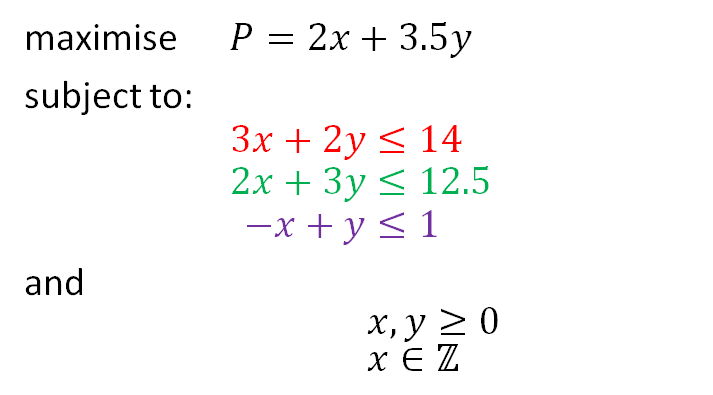 maximise P = 2x + 3.5y
subject to:
3x + 2y ≤ 14
2x + 3y ≤ 12.5
−x + y ≤ 1
and
x, y ≥ 0
x ∈ ℤ